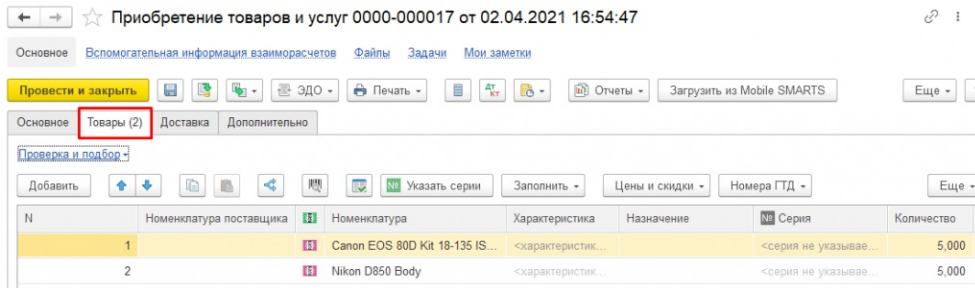 Приобретение товаров и услуг 0000-000017 от 02.04.2021 16:54:47
Основное Вспомогательная информация взаиморасчетов Файлы Задачи Мои заметки
Провести и закрыть ЭДО Печать Дт Кт Отчеты Загрузить из Mobile SMARTS Еще
Основное Товары (2) Доставка Дополнительно
Проверка и подбор
Добавить № Указать серии Заполнить Цены и скидки Номера ГТД Еще
N Номенклатура поставщика Номенклатура Характеристика Назначение № Серия Количество
1 Canon EOS 80D Kit 18-135 IS... <характеристик... <серия не указывае... 5,000
2 Nikon D850 Body <характеристик... <серия не указывае... 5,000